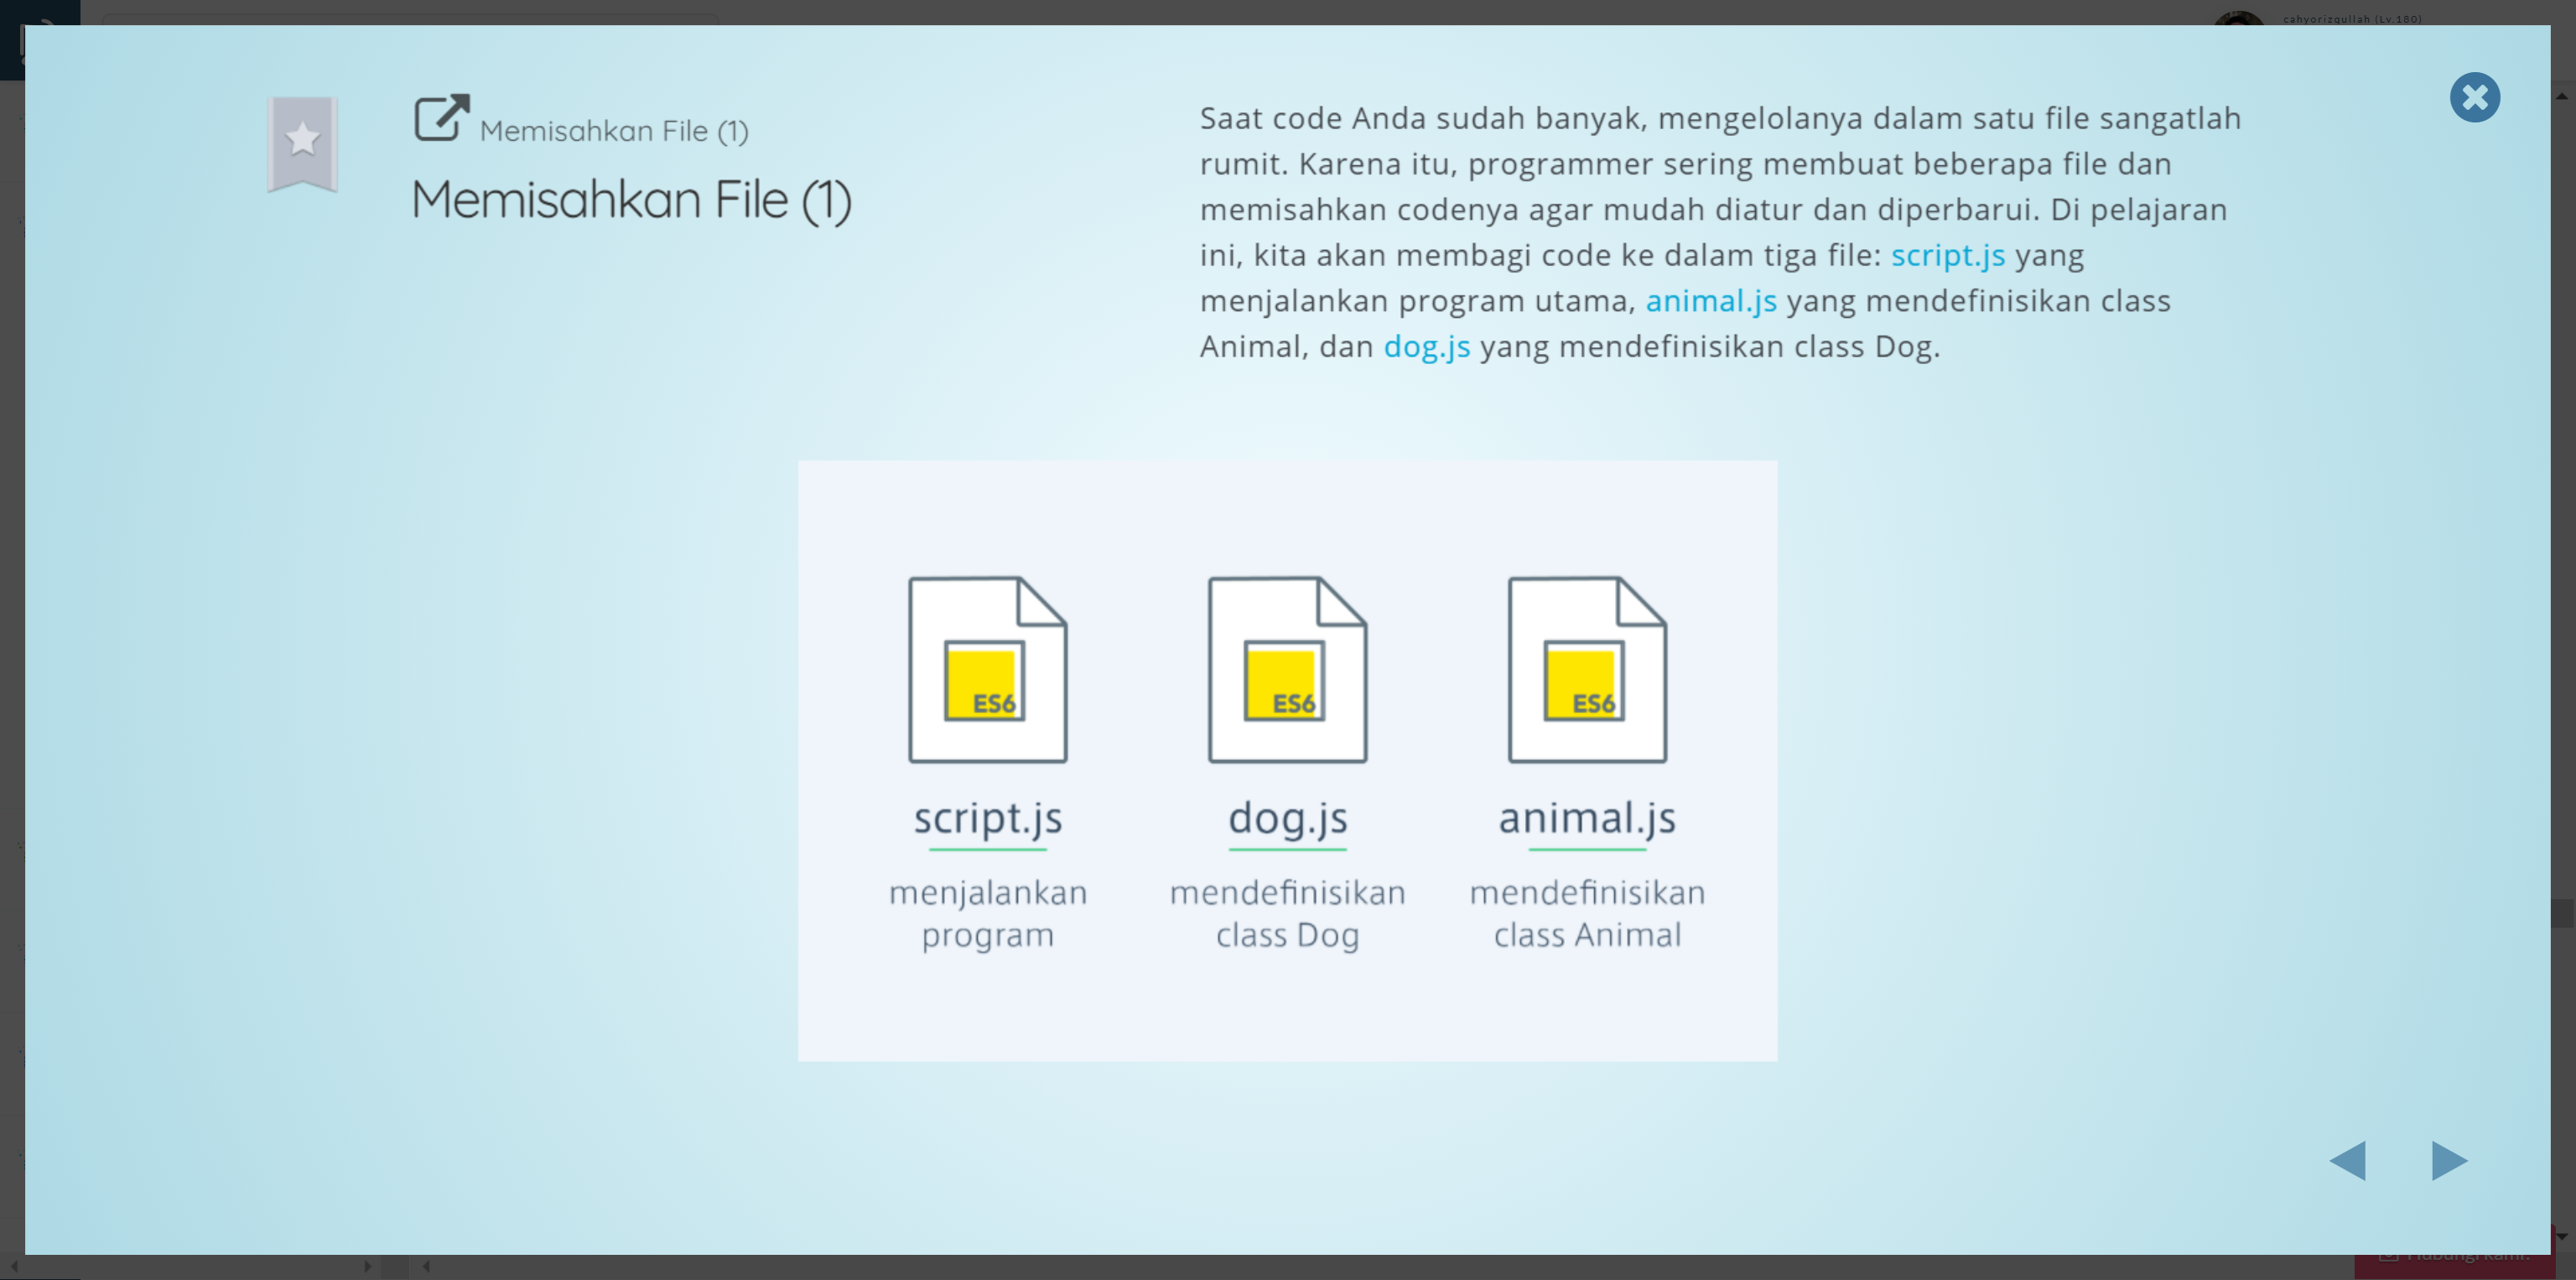 cahyorizqullah (Lv.180)
Memisahkan File (1)
Memisahkan File (1)
Saat code Anda sudah banyak, mengelolanya dalam satu file sangatlah
rumit. Karena itu, programmer sering membuat beberapa file dan
memisahkan codenya agar mudah diatur dan diperbarui. Di pelajaran
ini, kita akan membagi code ke dalam tiga file: script.js yang
menjalankan program utama, animal.js yang mendefinisikan class
Animal, dan dog.js yang mendefinisikan class Dog.
ES6
ES6
ES6
script.js
dog.js
animal.js
menjalankan
program
mendefinisikan
class Dog
mendefinisikan
class Animal